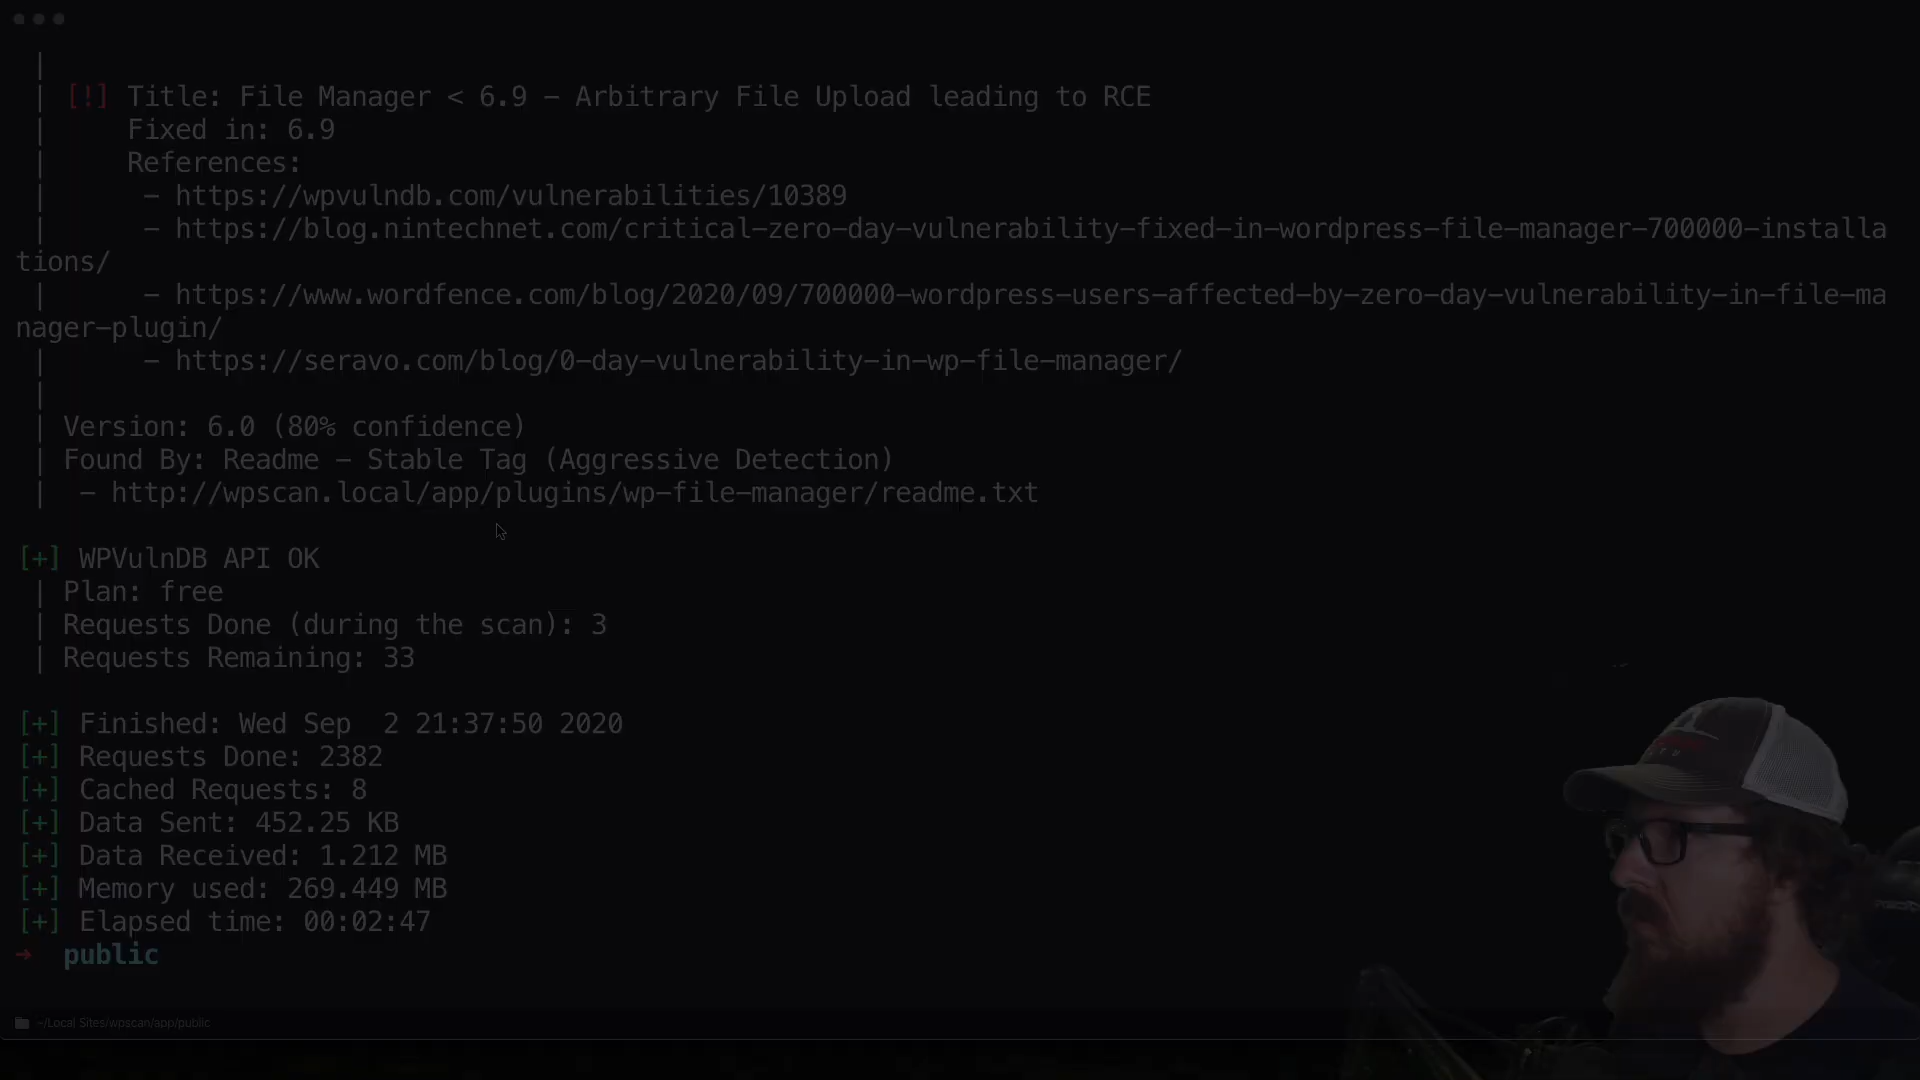 [!] Title: File Manager < 6.9 – Arbitrary File Upload leading to RCE
Fixed in: 6.9
References:
– https://wpvulndb.com/vulnerabilities/10389
– https://blog.nintechnet.com/critical-zero-day-vulnerability-fixed-in-wordpress-file-manager-700000-installa
tions/
– https://www.wordfence.com/blog/2020/09/700000-wordpress-users-affected-by-zero-day-vulnerability-in-file-ma
nager-plugin/
– https://seravo.com/blog/0-day-vulnerability-in-wp-file-manager/
| Version: 6.0 (80% confidence)
| Found By: Readme – Stable Tag (Aggressive Detection)
| – http://wpscan.local/app/plugins/wp-file-manager/readme.txt
[+] WPVulnDB API OK
| Plan: free
| Requests Done (during the scan): 3
| Requests Remaining: 33
[+] Finished: Wed Sep  2 21:37:50 2020
[+] Requests Done: 2382
[+] Cached Requests: 8
[+] Data Sent: 452.25 KB
[+] Data Received: 1.212 MB
[+] Memory used: 269.449 MB
[+] Elapsed time: 00:02:47
→ public
~/Local Sites/wpscan/app/public